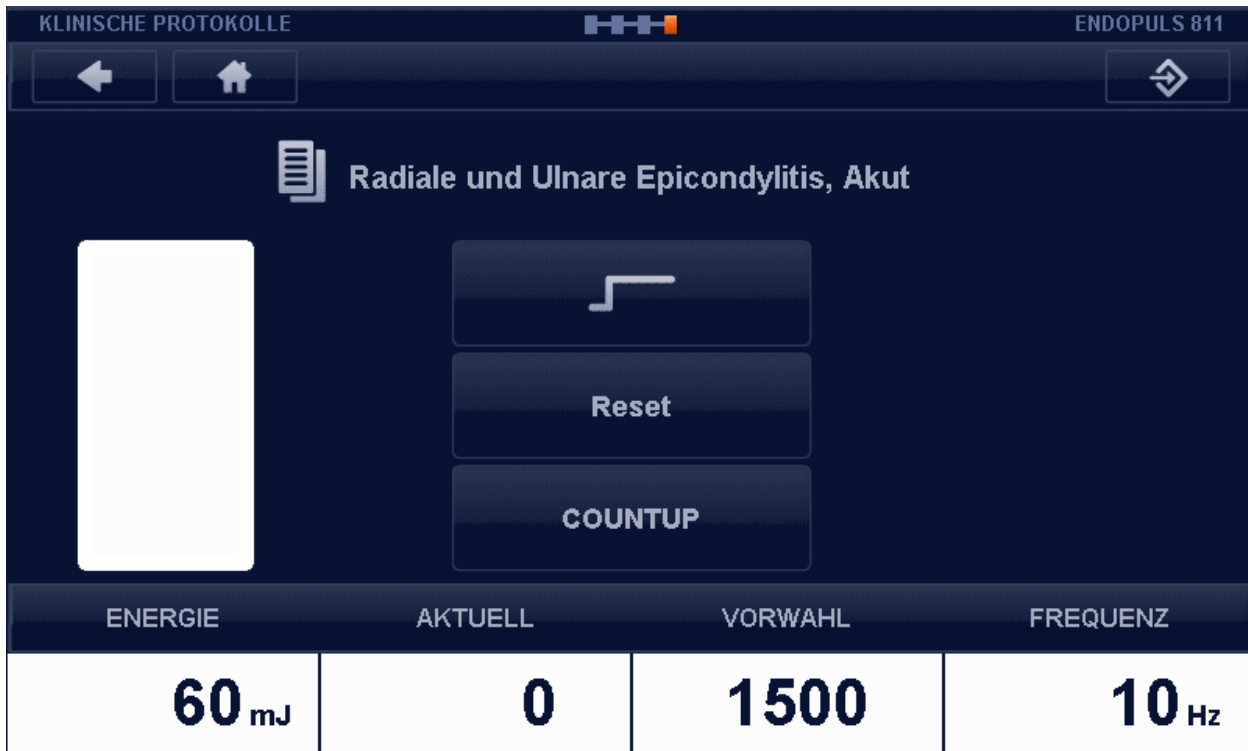 KLINISCHE PROTOKOLLE ENDOPULS 811
Radiale und Ulnare Epicondylitis, Akut
Reset
COUNTUP
ENERGIE AKTUELL VORWAHL FREQUENZ
60 mJ 0 1500 10 Hz